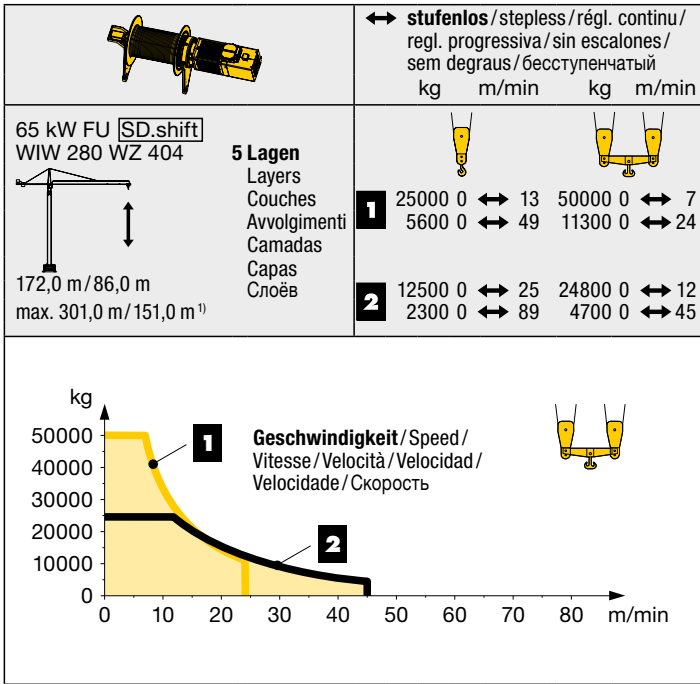 stufenlos/stepless/régl. continu/
regl. progressiva/sin escalones/
sem degraus/бесступенчатый
kg m/min kg m/min
65 kW FU SD.shift
WIW 280 WZ 404
172,0 m/86,0 m
max. 301,0 m/151,0 m 1)
5 Lagen
Layers
Couches
Avvolgimenti
Camadas
Capas
Слоёв
1
25000 0 ↔ 13 50000 0 ↔ 7
5600 0 ↔ 49 11300 0 ↔ 24
2
12500 0 ↔ 25 24800 0 ↔ 12
2300 0 ↔ 89 4700 0 ↔ 45
kg
50000
40000
30000
20000
10000
0
1
Geschwindigkeit/Speed/
Vitesse/Velocità/Velocidad/
Velocidade/Скорость
2
0 10 20 30 40 50 60 70 80 m/min